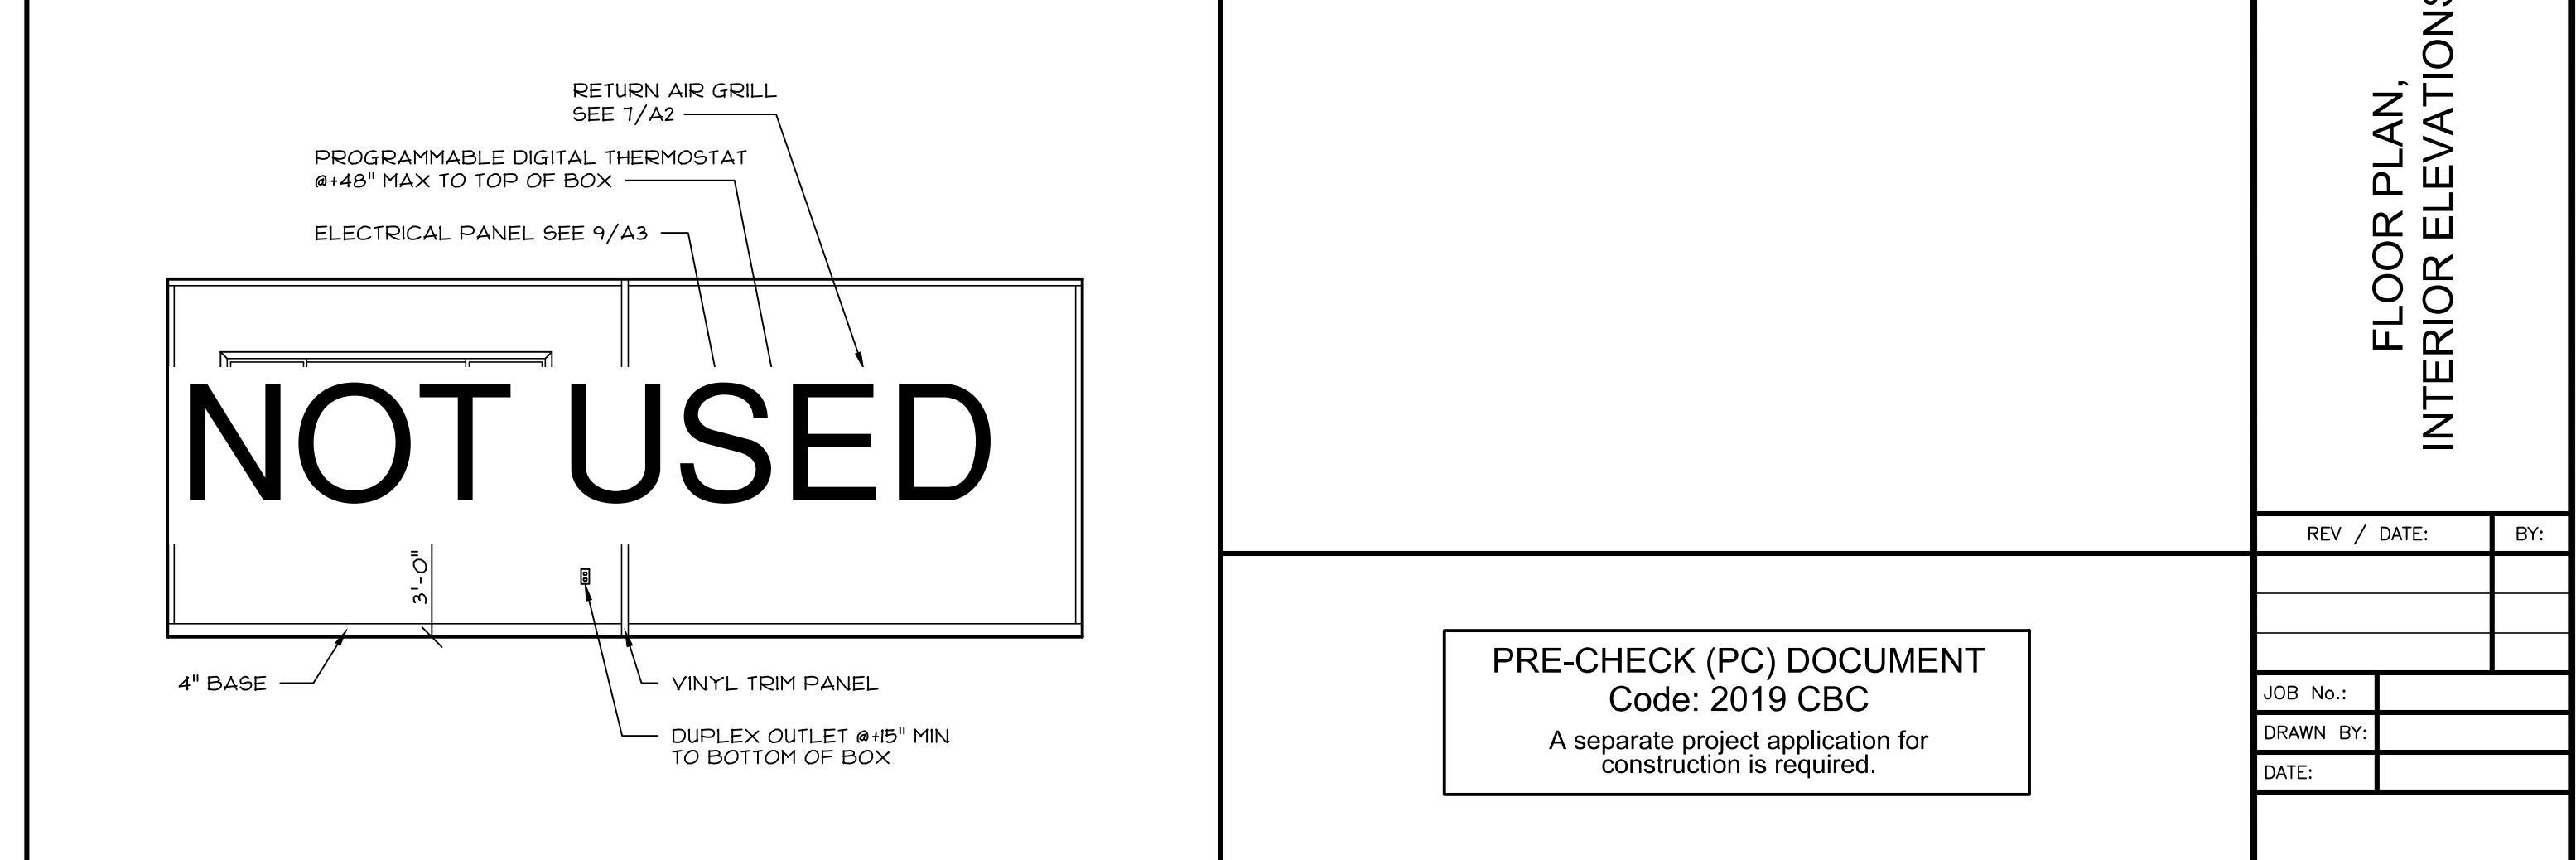 RETURN AIR GRILL
SEE 7/A2
PROGRAMMABLE DIGITAL THERMOSTAT
@+48" MAX TO TOP OF BOX
ELECTRICAL PANEL SEE 9/A3
NOT USED
3'-0"
4" BASE
VINYL TRIM PANEL
DUPLEX OUTLET @+15" MIN
TO BOTTOM OF BOX
PRE-CHECK (PC) DOCUMENT
Code: 2019 CBC
A separate project application for
construction is required.
FLOOR PLAN,
INTERIOR ELEVATIONS
REV / DATE:
BY:
JOB No.:
DRAWN BY:
DATE: